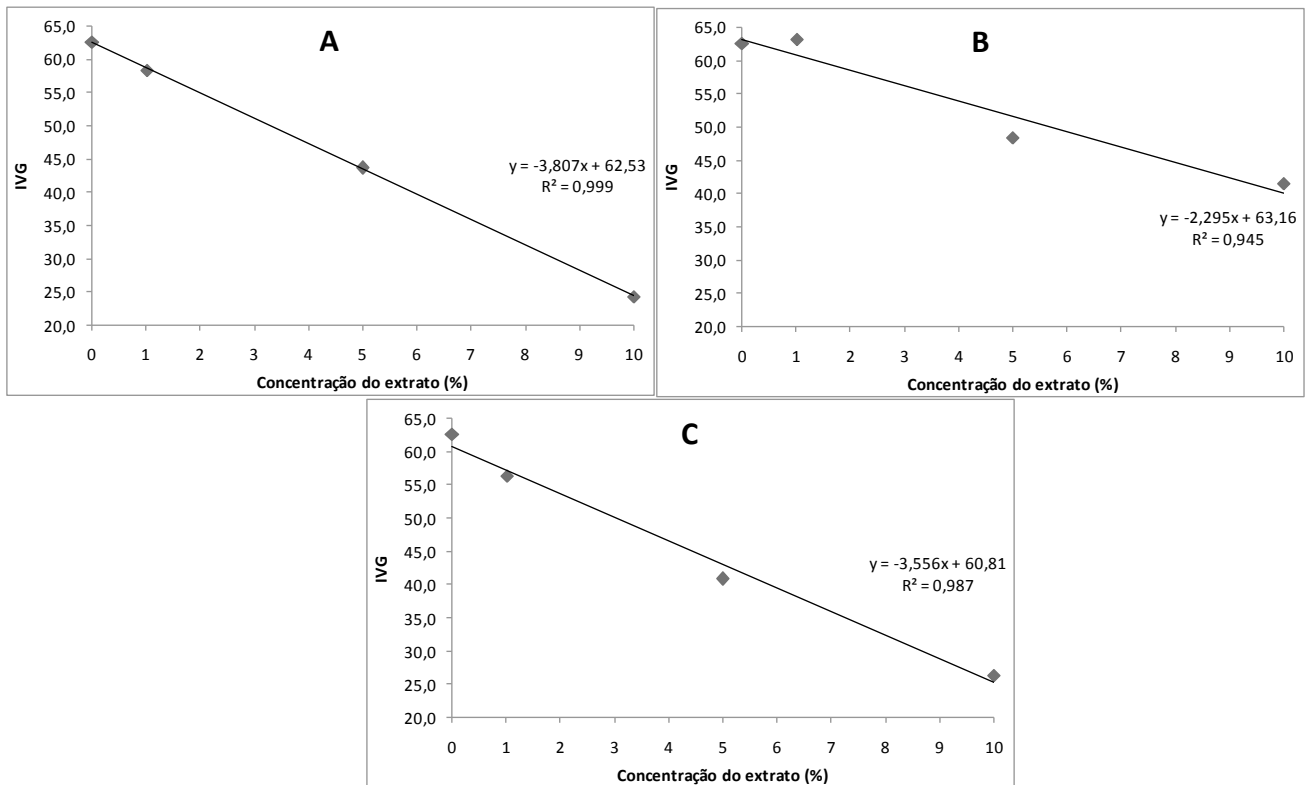 A
65,0
60,0
55,0
50,0
45,0
40,0
35,0
30,0
25,0
20,0
IVG
y = -3,807x + 62,53
R² = 0,999
0 1 2 3 4 5 6 7 8 9 10
Concentração do extrato (%)
B
65,0
60,0
55,0
50,0
45,0
40,0
35,0
30,0
25,0
20,0
IVG
y = -2,295x + 63,16
R² = 0,945
0 1 2 3 4 5 6 7 8 9 10
Concentração do extrato (%)
C
65,0
60,0
55,0
50,0
45,0
40,0
35,0
30,0
25,0
20,0
IVG
y = -3,556x + 60,81
R² = 0,987
0 1 2 3 4 5 6 7 8 9 10
Concentração do extrato (%)